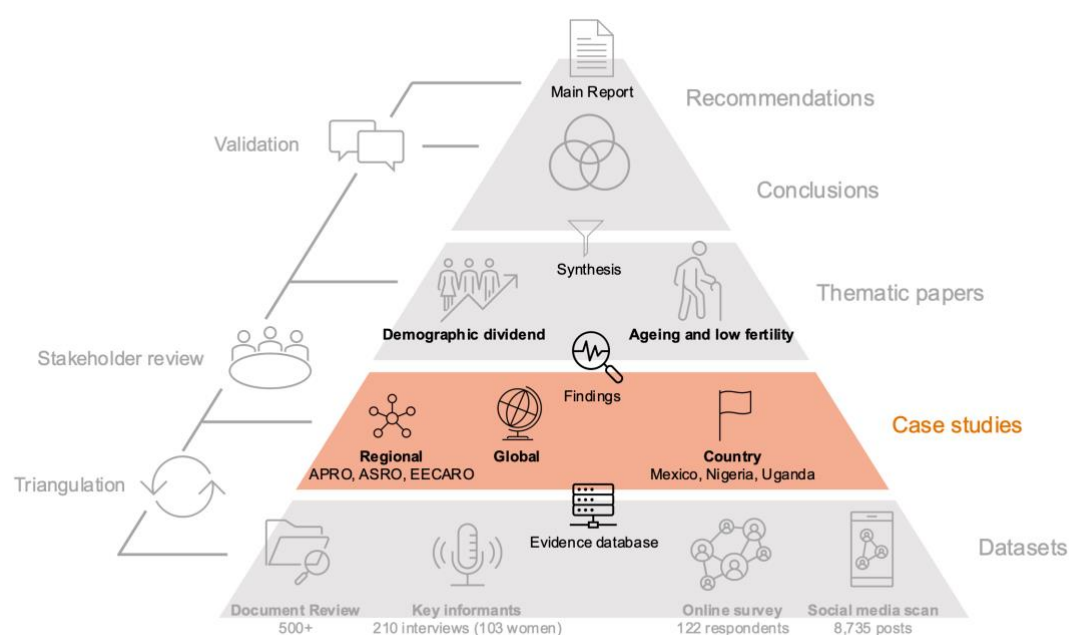 Main Report
Recommendations
Validation
Conclusions
Synthesis
Thematic papers
Demographic dividend
Ageing and low fertility
Stakeholder review
Findings
Case studies
Regional
Global
Country
APRO, ASRO, EECARO
Mexico, Nigeria, Uganda
Triangulation
Evidence database
Datasets
Document Review
Key informants
Online survey
Social media scan
500+
210 interviews (103 women)
122 respondents
8,735 posts